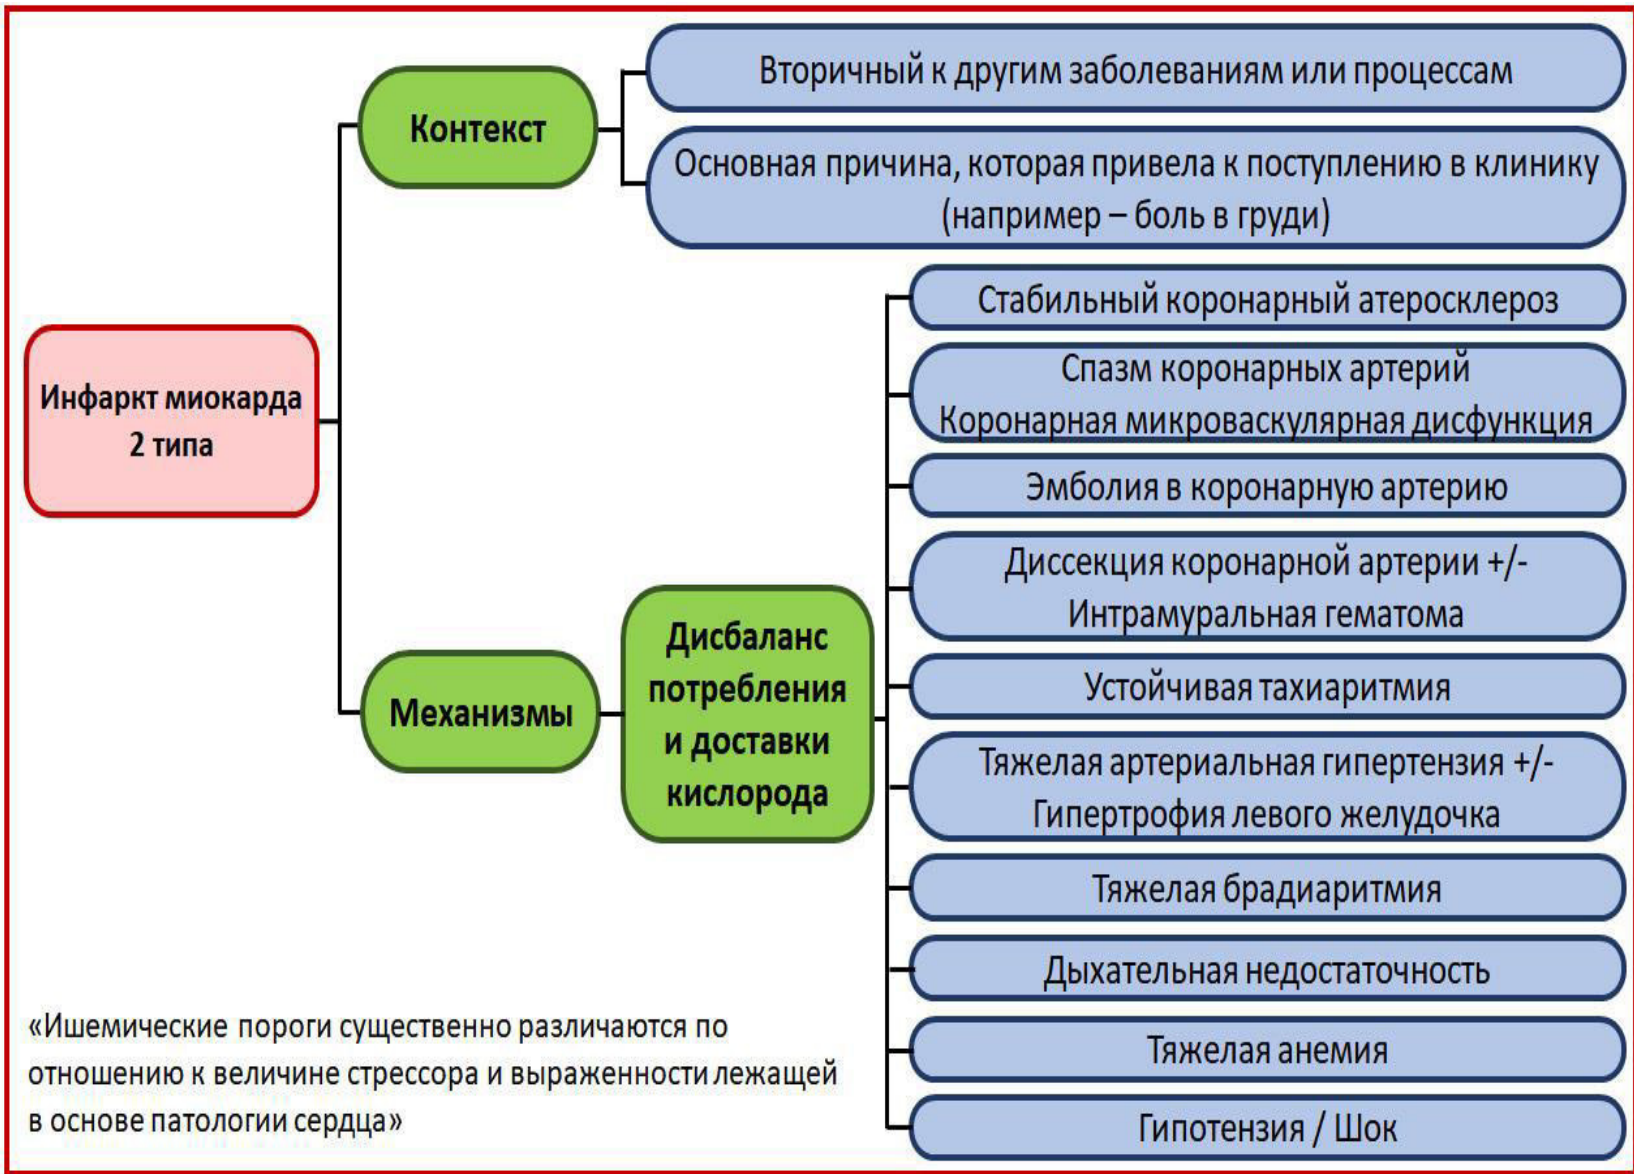 Контекст
Вторичный к другим заболеваниям или процессам
Основная причина, которая привела к поступлению в клинику
(например – боль в груди)
Инфаркт миокарда
2 типа
Механизмы
Дисбаланс
потребления
и доставки
кислорода
Стабильный коронарный атеросклероз
Спазм коронарных артерий
Коронарная микроваскулярная дисфункция
Эмболия в коронарную артерию
Диссекция коронарной артерии +/-
Интрамуральная гематома
Устойчивая тахиаритмия
Тяжелая артериальная гипертензия +/-
Гипертрофия левого желудочка
Тяжелая брадиаритмия
Дыхательная недостаточность
Тяжелая анемия
Гипотензия / Шок
«Ишемические пороги существенно различаются по
отношению к величине стрессора и выраженности лежащей
в основе патологии сердца»